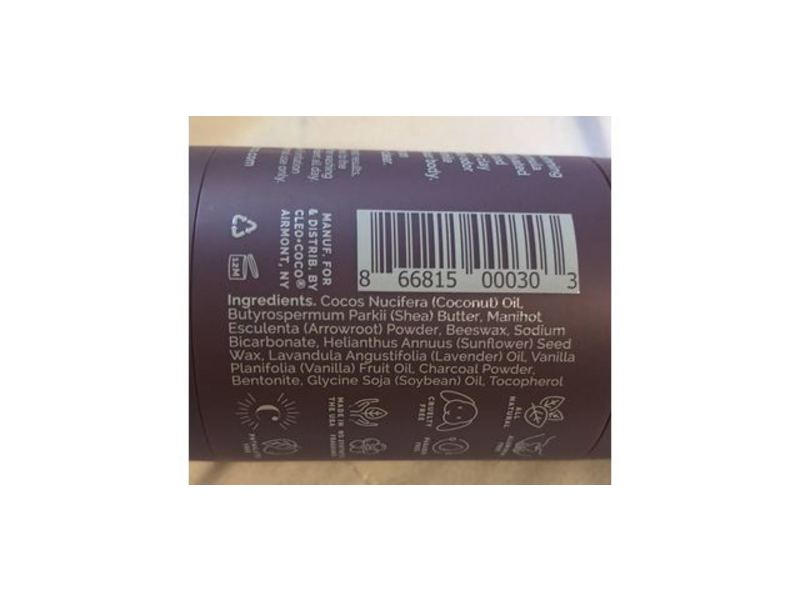 MANUF. FOR
& DISTRIB. BY
CLEO+COCO®
AIRMONT, NY
12M
8 66815 00030 3
Ingredients. Cocos Nucifera (Coconut) Oil,
Butyrospermum Parkii (Shea) Butter, Manihot
Esculenta (Arrowroot) Powder, Beeswax, Sodium
Bicarbonate, Helianthus Annuus (Sunflower) Seed
Wax, Lavandula Angustifolia (Lavender) Oil, Vanilla
Planifolia (Vanilla) Fruit Oil, Charcoal Powder,
Bentonite, Glycine Soja (Soybean) Oil, Tocopherol
MADE IN
THE USA
CRUELTY
FREE
ALL
NATURAL